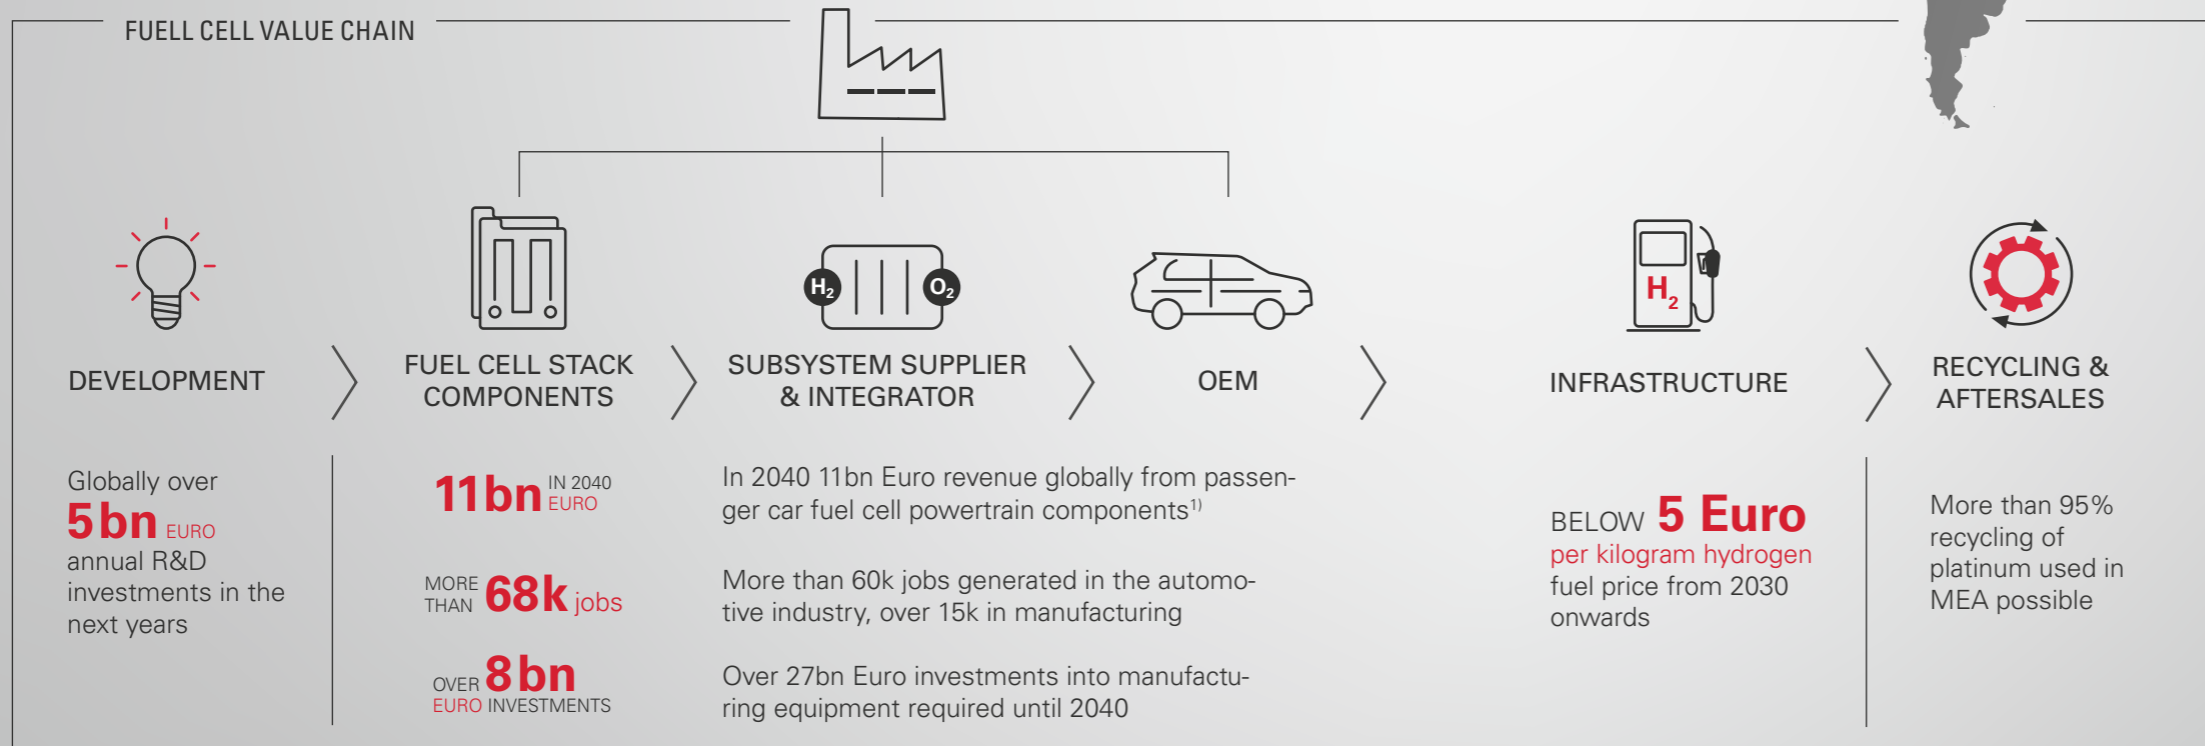 FUELL CELL VALUE CHAIN
H2
O2
H2
DEVELOPMENT
FUEL CELL STACK
COMPONENTS
SUBSYSTEM SUPPLIER
& INTEGRATOR
OEM
INFRASTRUCTURE
RECYCLING &
AFTERSALES
Globally over
5bn EURO
annual R&D
investments in the
next years
11bn IN 2040
EURO
In 2040 11bn Euro revenue globally from passen-
ger car fuel cell powertrain components1)
MORE
THAN 68k jobs
More than 60k jobs generated in the automo-
tive industry, over 15k in manufacturing
OVER 8bn
EURO INVESTMENTS
Over 27bn Euro investments into manufactu-
ring equipment required until 2040
BELOW 5 Euro
per kilogram hydrogen
fuel price from 2030
onwards
More than 95%
recycling of
platinum used in
MEA possible